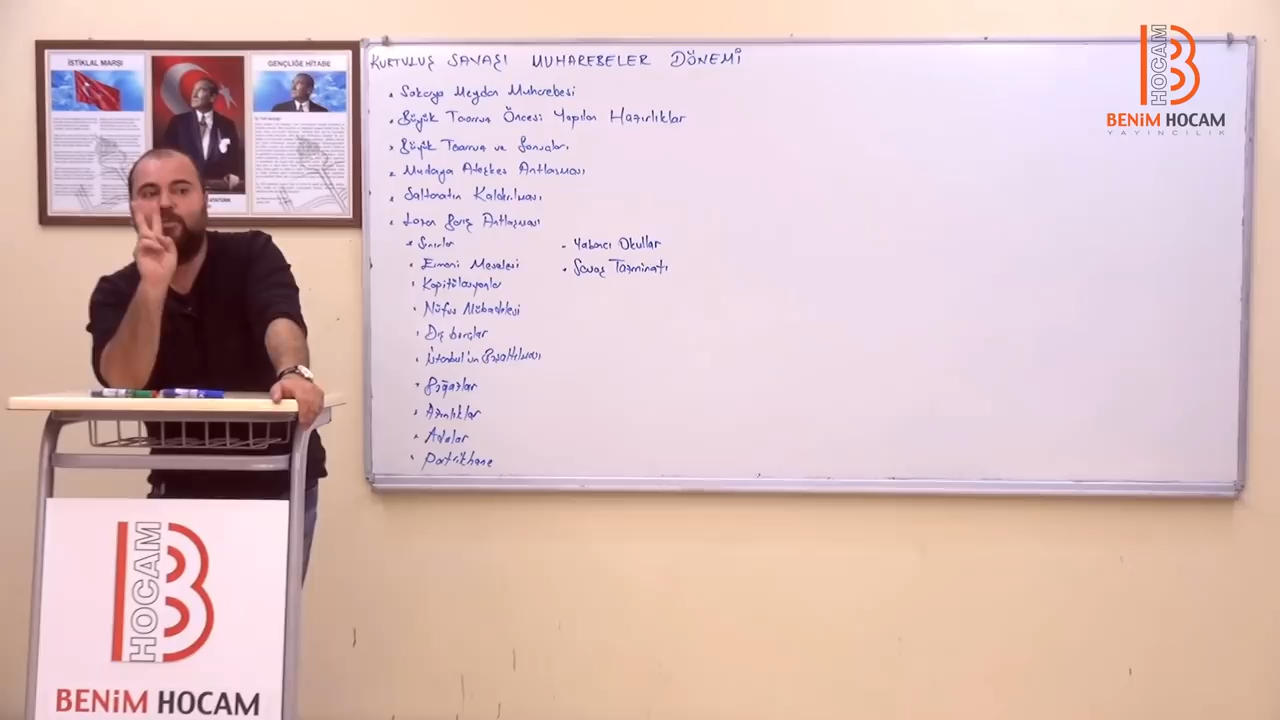 İSTİKLAL MARŞI
GENÇLİĞE HİTABE
ATATÜRK
KURTULUŞ SAVAŞI MUHAREBELER DÖNEMİ
Sakarya Meydan Muharebesi
Büyük Taarruz Öncesi Yapılan Hazırlıklar
Büyük Taarruz ve Sonuçları
Mudanya Ateşkes Antlaşması
Saltanatın Kaldırılması
Lozan Barış Antlaşması
Sınırlar
Ermeni Meselesi
Kapitülasyonlar
Nüfus Mübadelesi
Dış borçlar
İstanbul'un Boşaltılması
Boğazlar
Azınlıklar
Adalar
Patrikhane
- Yabancı Okullar
Savaş Tazminatı
B HOCAM
BENİM HOCAM
YAYINCILIK
B HOCAM
BENİM HOCAM